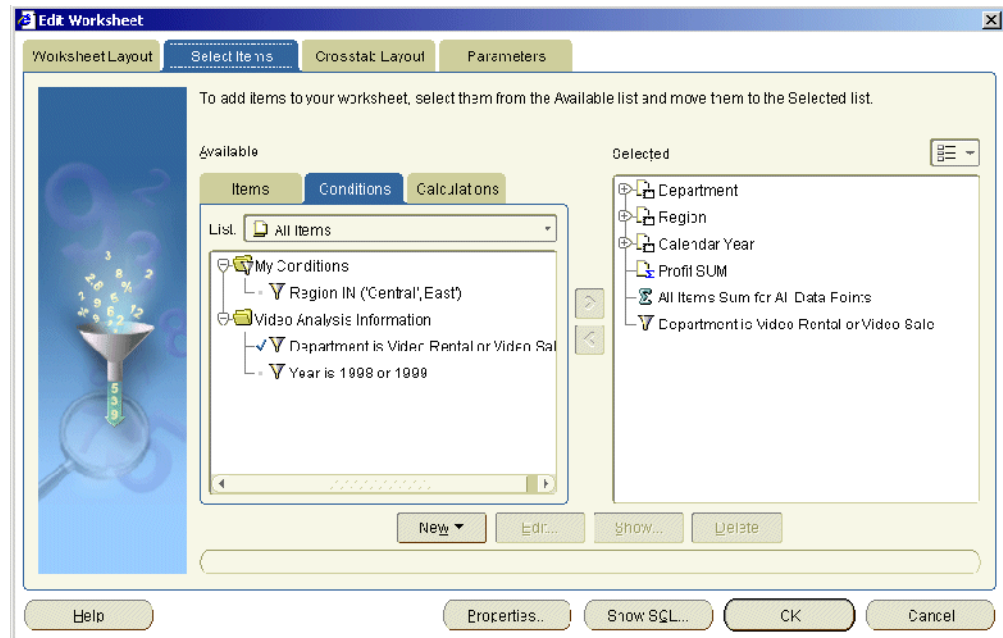 Edit Worksheet
Worksheet Layout Select Items Crosstab Layout Parameters
To add items to your worksheet, select them from the Available list and move them to the Selected list.
Available
Selected
Items Conditions Calculations
List: All Items
My Conditions
Region IN ('Central','East')
Video Analysis Information
Department is Video Rental or Video Sal
Year is 1998 or 1999
Department
Region
Calendar Year
Profit SUM
All Items Sum for All Data Points
Department is Video Rental or Video Sale
New Edit... Show... Delete
Help Properties... Show SQL... OK Cancel